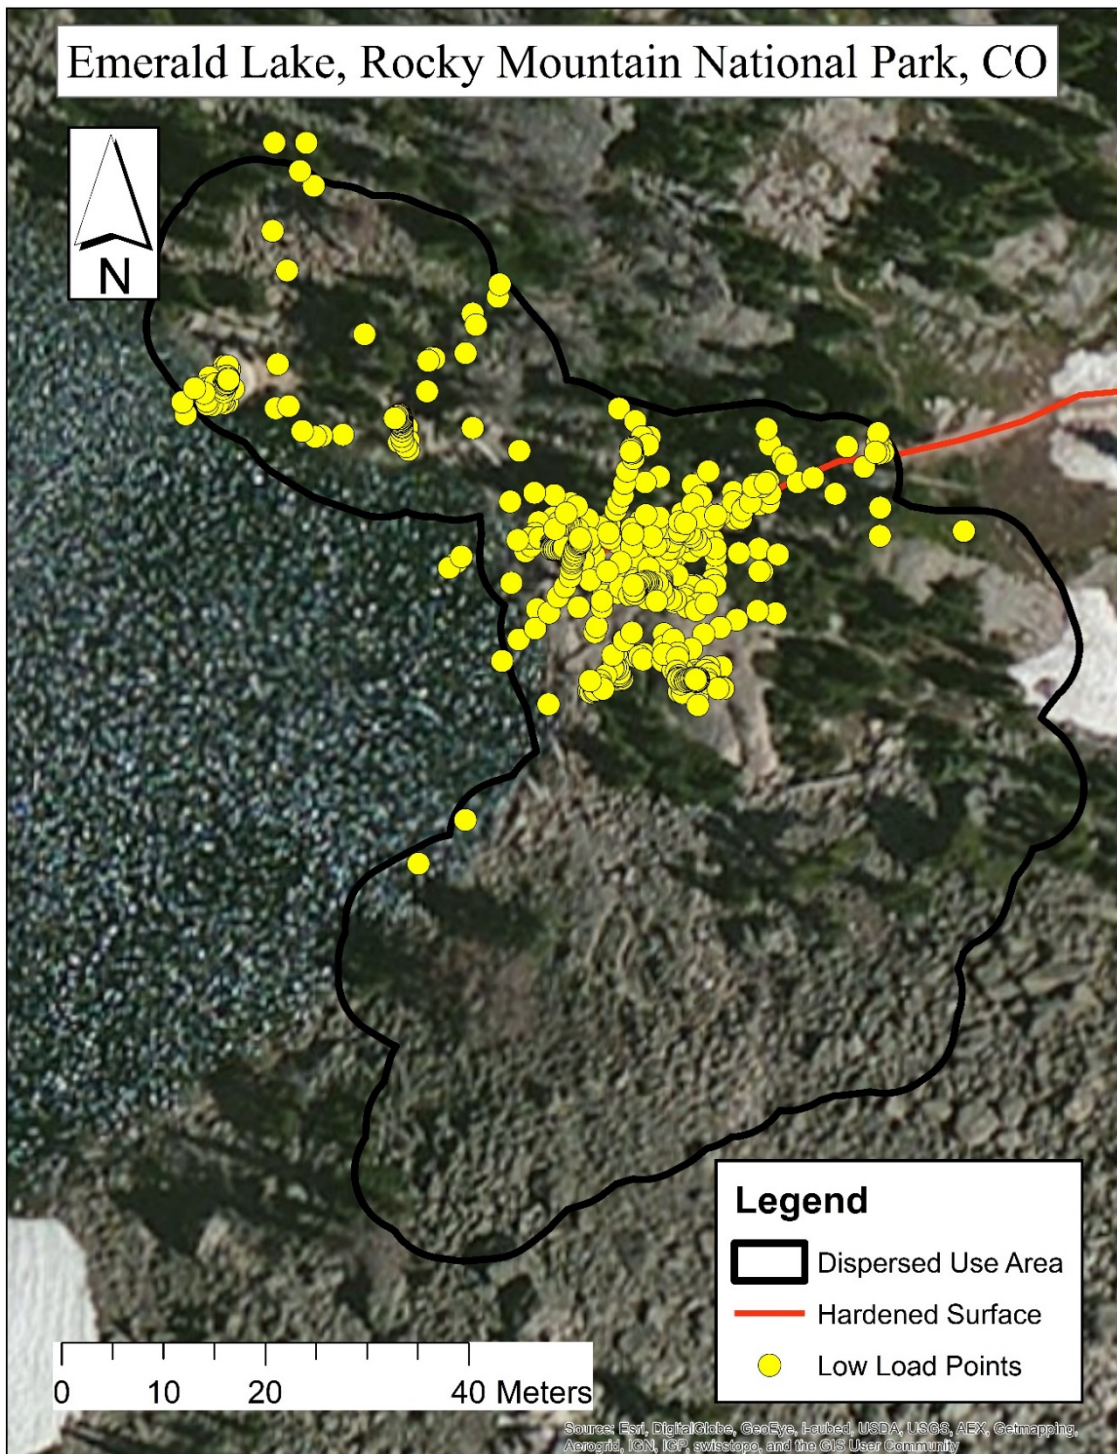 Emerald Lake, Rocky Mountain National Park, CO
N
Legend
Dispersed Use Area
Hardened Surface
Low Load Points
0 10 20 40 Meters
Source: Esri, DigitalGlobe, GeoEye, i-cubed, USDA, USGS, AEX, Getmapping,
Aerogrid, IGN, IGP, swisstopo, and the GIS User Community